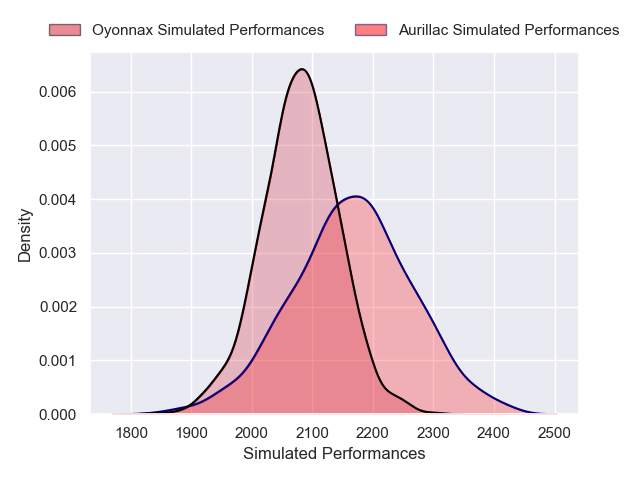 Oyonnax Simulated Performances
Aurillac Simulated Performances
0.006
0.005
0.004
0.003
0.002
0.001
0.000
Density
1800 1900 2000 2100 2200 2300 2400 2500
Simulated Performances